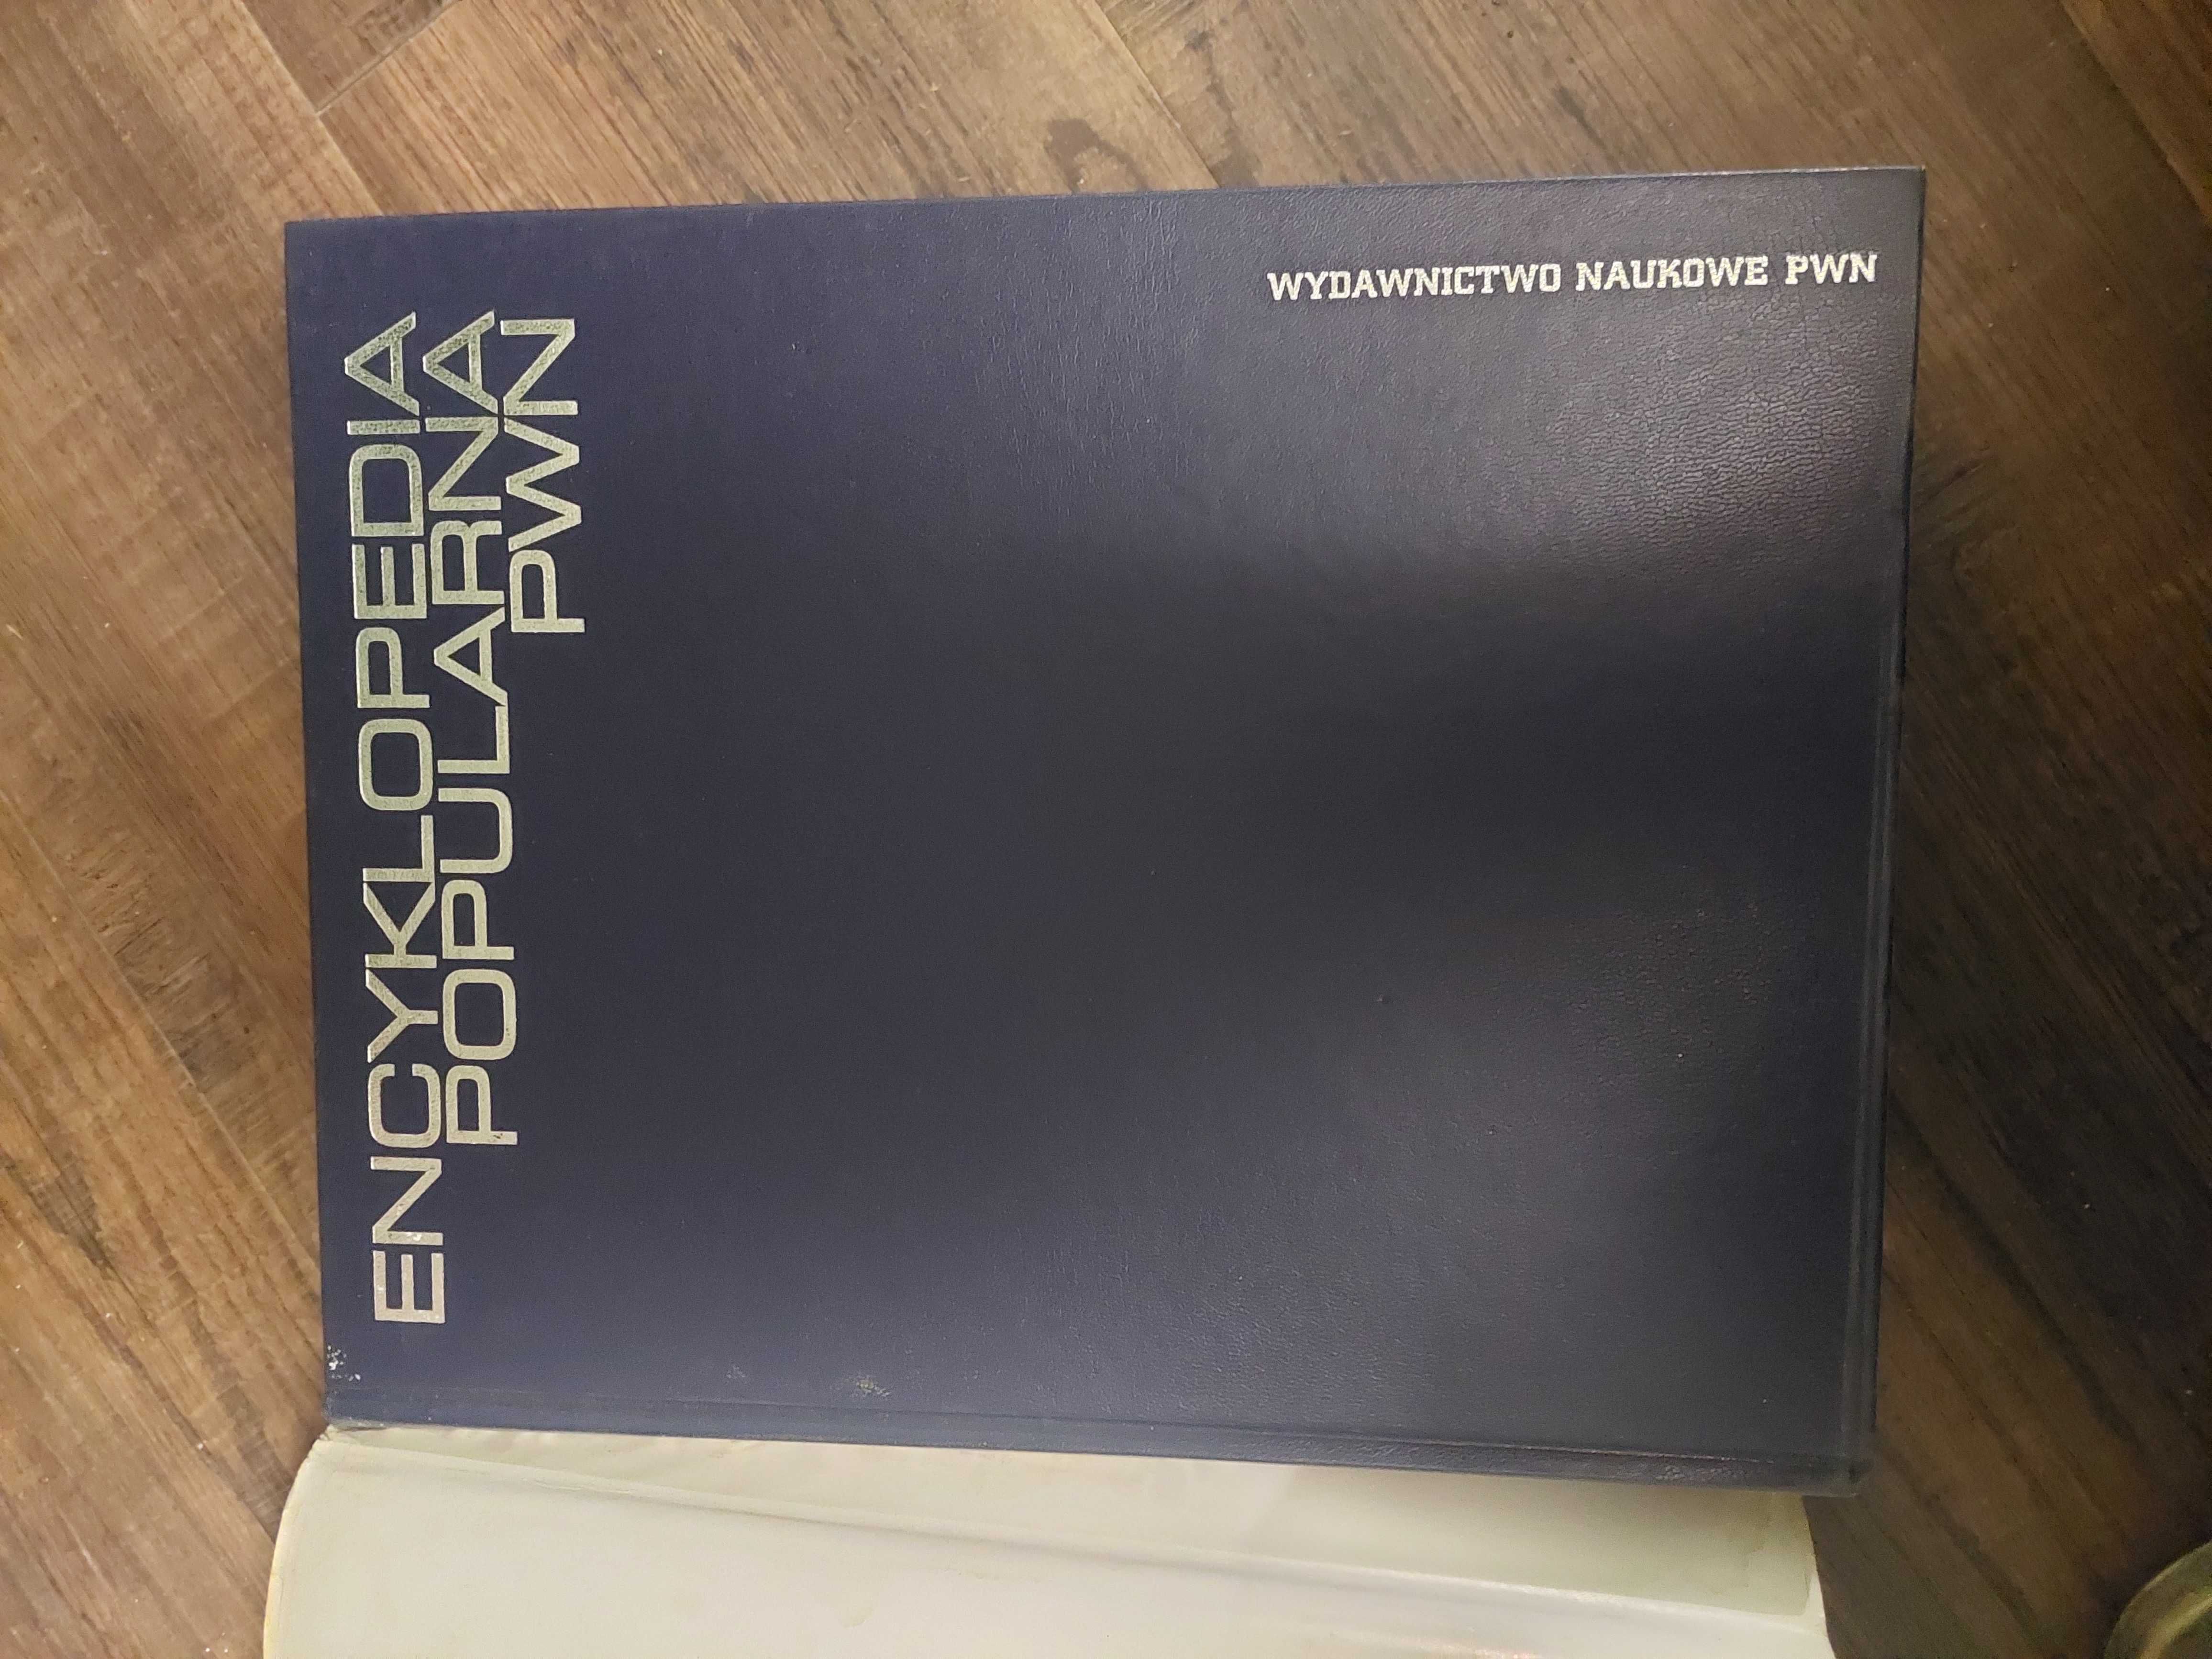 ENCYKLOPEDIA
POPULARNA
PWN
WYDAWNICTWO NAUKOWE PWN